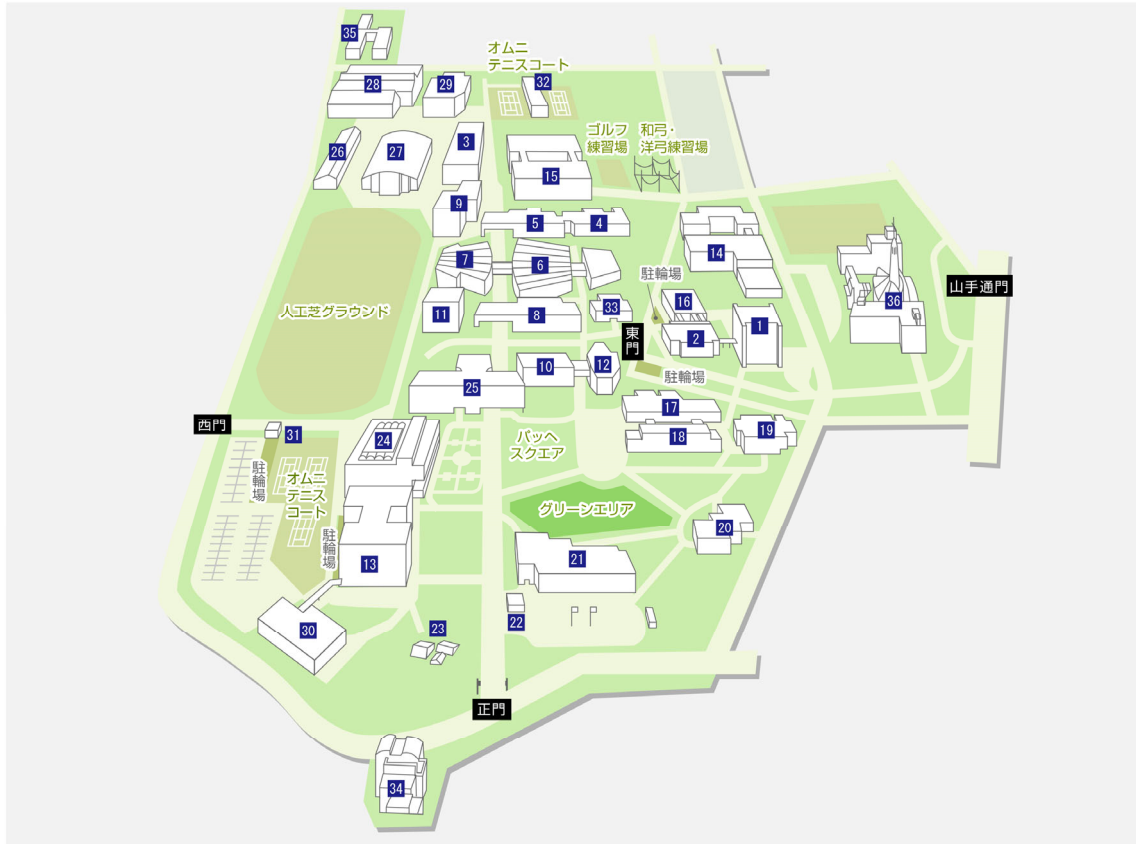 35
オムニ
テニスコート
28
29
32
3
ゴルフ
練習場
和弓・
洋弓練習場
26
27
15
9
5
4
7
6
14
駐輪場
山手通門
36
人工芝グラウンド
11
8
33
16
1
東門
2
10
12
25
駐輪場
17
西門
31
24
バッヘ
スクエア
18
19
駐輪場
オムニ
テニス
コート
グリーンエリア
20
駐輪場
13
21
30
23
22
正門
34